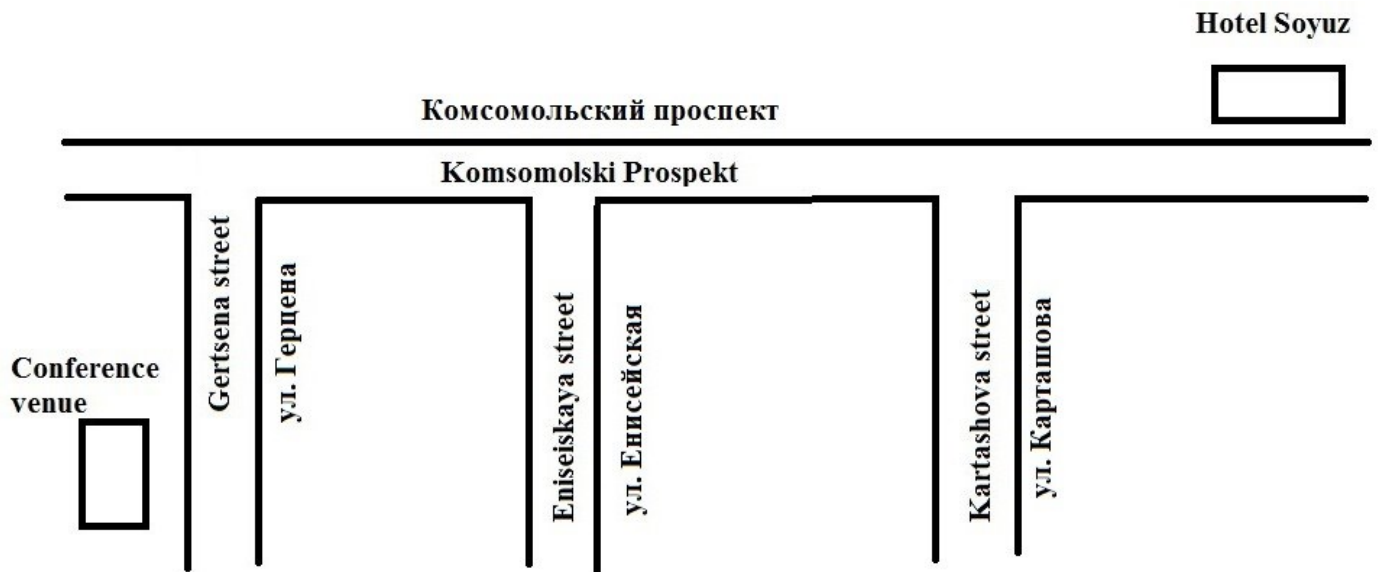 Hotel Soyuz
Комсомольский проспект
Komsomolski Prospekt
Gertsena street
ул. Герцена
Conference
venue
Eniseiskaya street
ул. Енисейская
Kartashova street
ул. Карташова